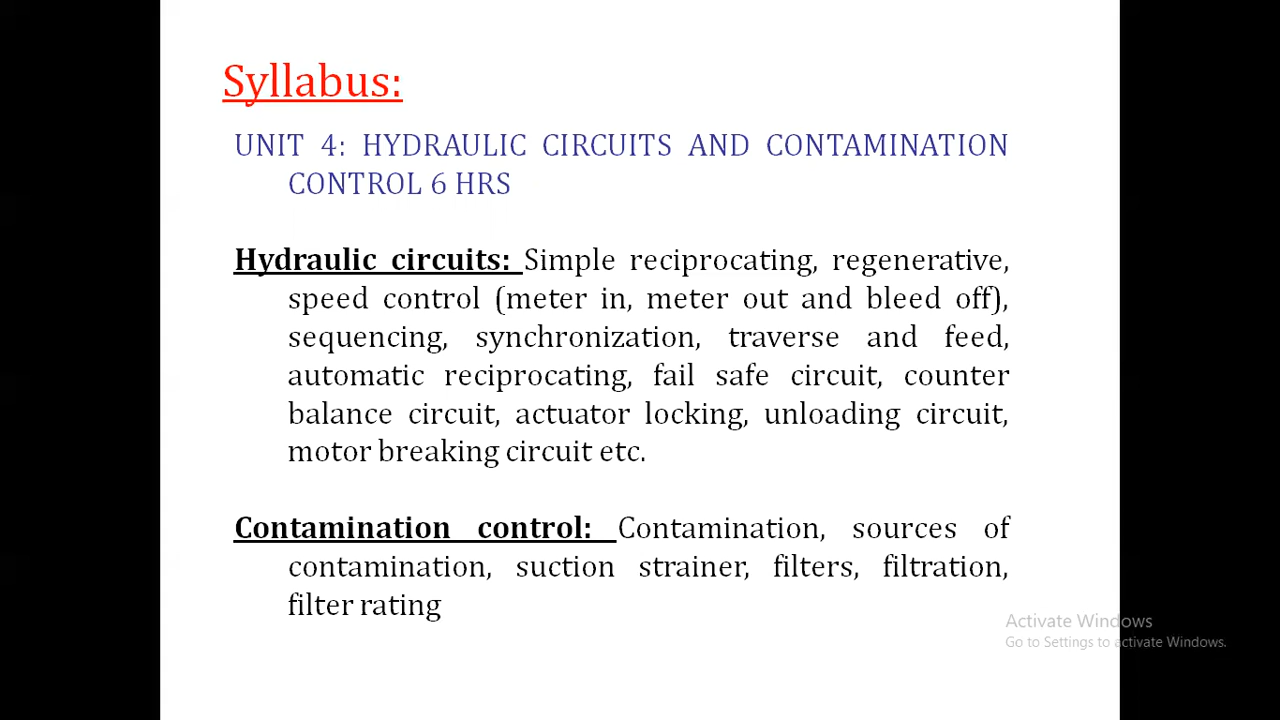 Syllabus:
UNIT 4: HYDRAULIC CIRCUITS AND CONTAMINATION
CONTROL 6 HRS
Hydraulic circuits: Simple reciprocating, regenerative,
speed control (meter in, meter out and bleed off),
sequencing, synchronization, traverse and feed,
automatic reciprocating, fail safe circuit, counter
balance circuit, actuator locking, unloading circuit,
motor breaking circuit etc.
Contamination control: Contamination, sources of
contamination, suction strainer, filters, filtration,
filter rating
Activate Windows
Go to Settings to activate Windows.